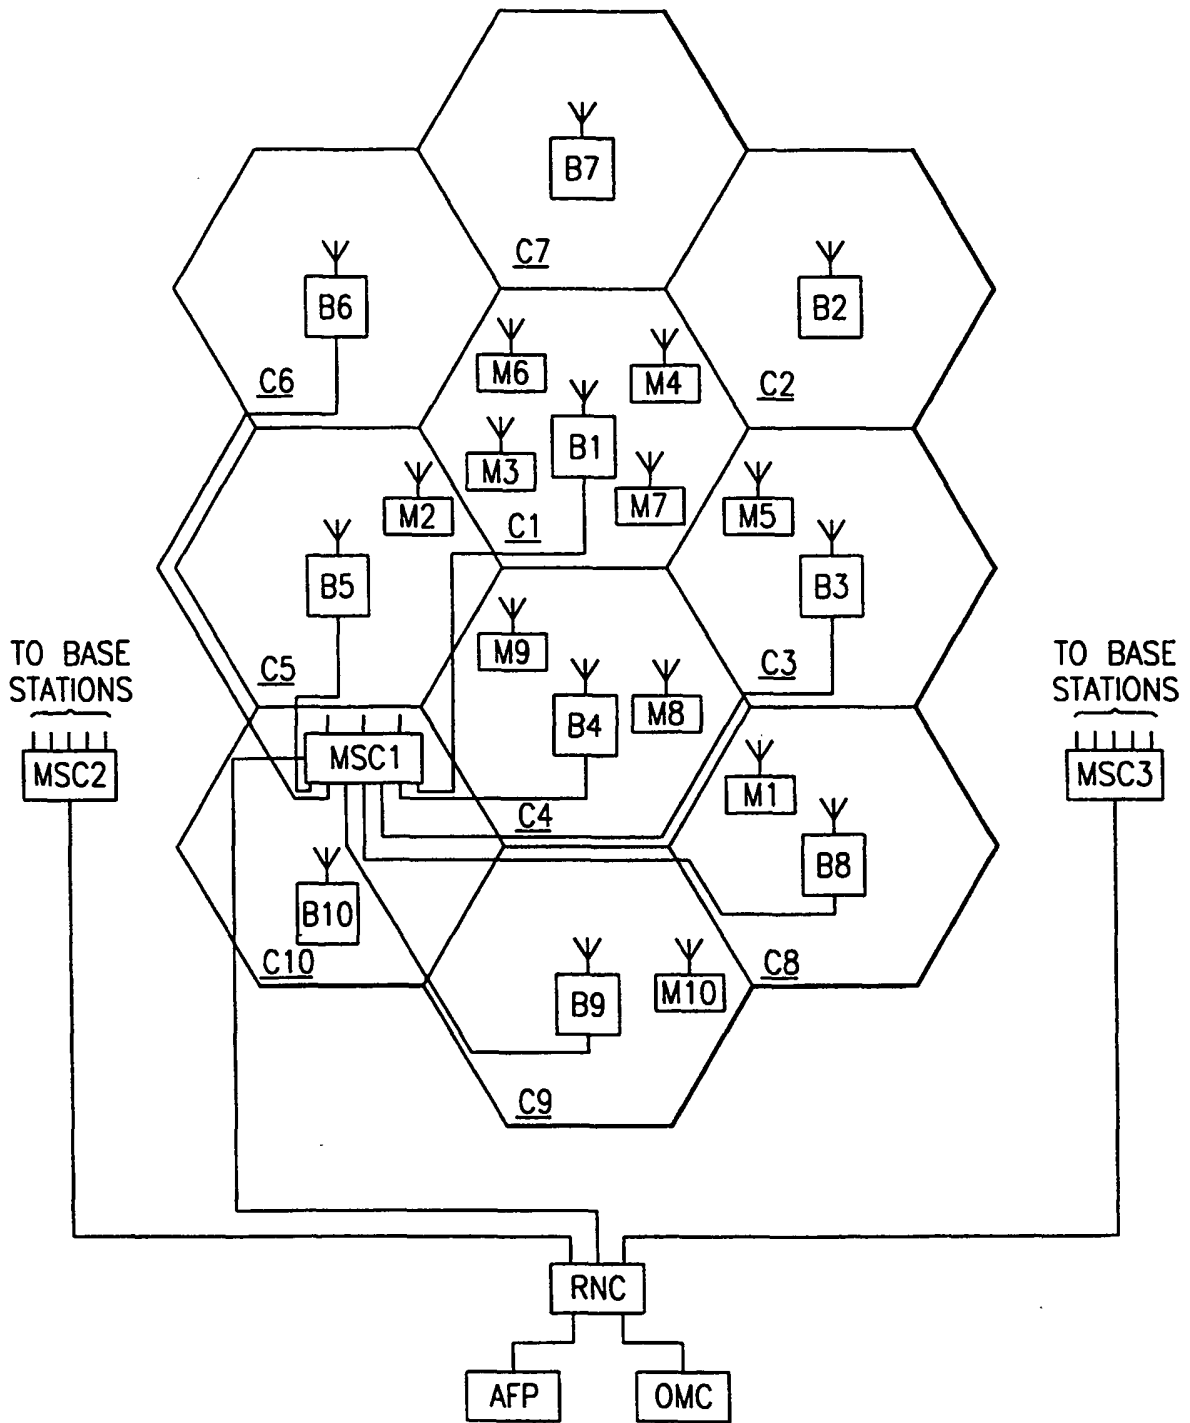 B7
C7
B6
B2
C6
M6
M4
C2
B1
M3
M2
M7
M5
C1
B5
B3
M9
C5
C3
M8
B4
TO BASE
STATIONS
TO BASE
STATIONS
MSC2
MSC1
MSC3
M1
C4
B8
B10
C10
C8
B9
M10
C9
RNC
AFP
OMC